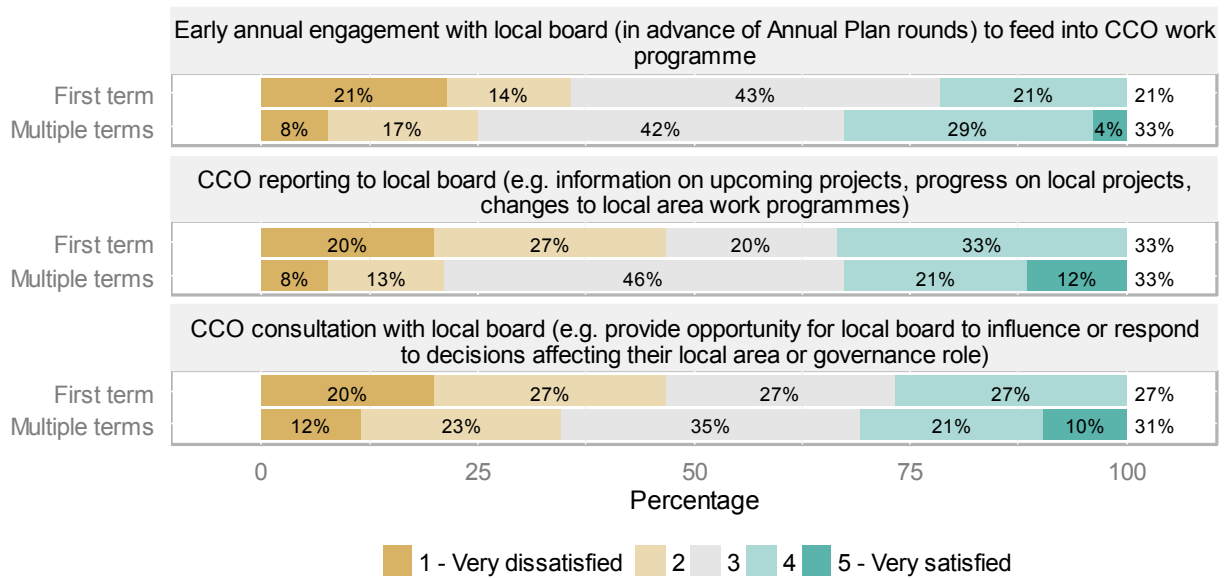 Early annual engagement with local board (in advance of Annual Plan rounds) to feed into CCO work
programme
First term 21% 14% 43% 21% 21%
Multiple terms 8% 17% 42% 29% 4% 33%
CCO reporting to local board (e.g. information on upcoming projects, progress on local projects,
changes to local area work programmes)
First term 20% 27% 20% 33% 33%
Multiple terms 8% 13% 46% 21% 12% 33%
CCO consultation with local board (e.g. provide opportunity for local board to influence or respond
to decisions affecting their local area or governance role)
First term 20% 27% 27% 27% 27%
Multiple terms 12% 23% 35% 21% 10% 31%
0 25 50 75 100
Percentage
1 - Very dissatisfied 2 3 4 5 - Very satisfied